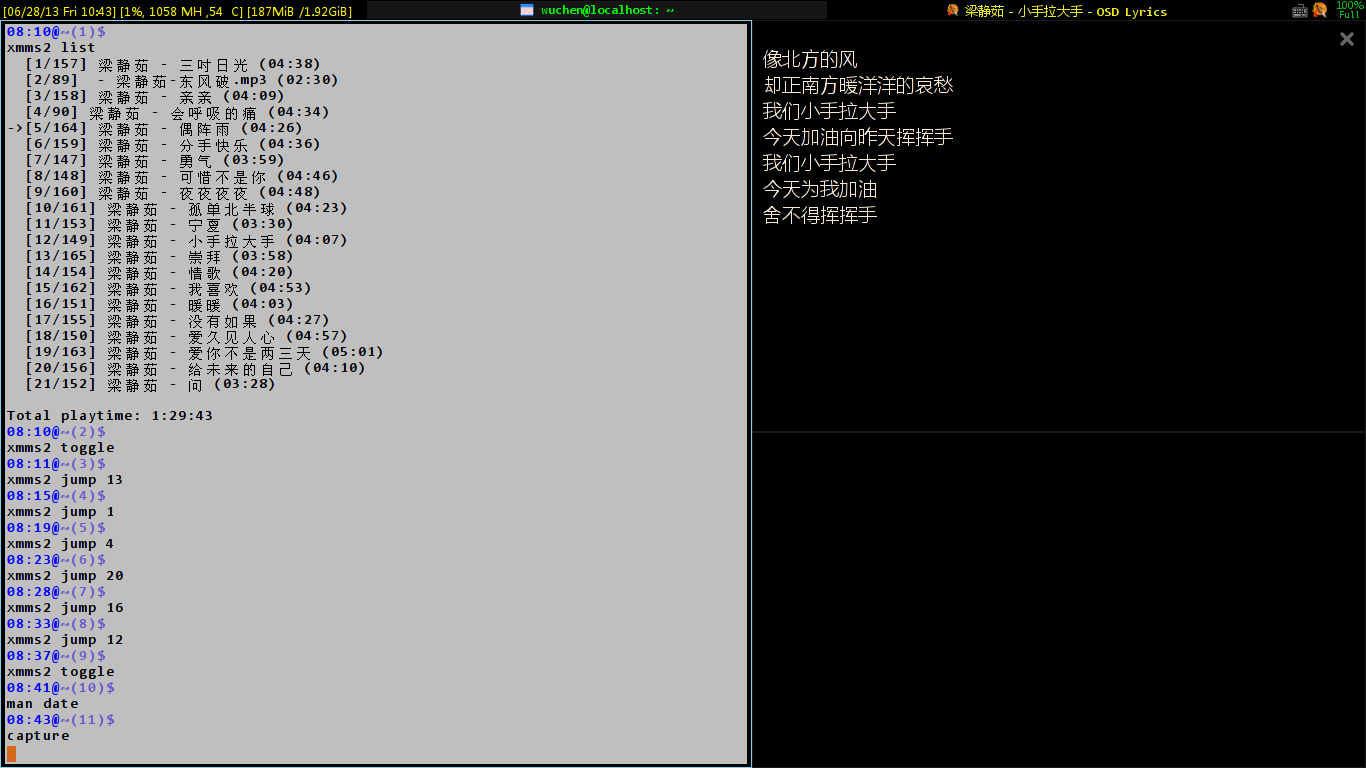 [06/28/13 Fri 10:43] [1%, 1058 MH ,54  C] [187MiB /1.92GiB]
wuchen@localhost: ~
梁静茹 - 小手拉大手 - OSD Lyrics
100%
Full
08:10@~(1)$
xmms2 list
[1/157] 梁静茹 - 三吋日光 (04:38)
[2/89]  - 梁静茹-东风破.mp3 (02:30)
[3/158] 梁静茹 - 亲亲 (04:09)
[4/90] 梁静茹 - 会呼吸的痛 (04:34)
->[5/164] 梁静茹 - 偶阵雨 (04:26)
[6/159] 梁静茹 - 分手快乐 (04:36)
[7/147] 梁静茹 - 勇气 (03:59)
[8/148] 梁静茹 - 可惜不是你 (04:46)
[9/160] 梁静茹 - 夜夜夜夜 (04:48)
[10/161] 梁静茹 - 孤单北半球 (04:23)
[11/153] 梁静茹 - 宁夏 (03:30)
[12/149] 梁静茹 - 小手拉大手 (04:07)
[13/165] 梁静茹 - 崇拜 (03:58)
[14/154] 梁静茹 - 情歌 (04:20)
[15/162] 梁静茹 - 我喜欢 (04:53)
[16/151] 梁静茹 - 暖暖 (04:03)
[17/155] 梁静茹 - 没有如果 (04:27)
[18/150] 梁静茹 - 爱久见人心 (04:57)
[19/163] 梁静茹 - 爱你不是两三天 (05:01)
[20/156] 梁静茹 - 给未来的自己 (04:10)
[21/152] 梁静茹 - 问 (03:28)
Total playtime: 1:29:43
08:10@~(2)$
xmms2 toggle
08:11@~(3)$
xmms2 jump 13
08:15@~(4)$
xmms2 jump 1
08:19@~(5)$
xmms2 jump 4
08:23@~(6)$
xmms2 jump 20
08:28@~(7)$
xmms2 jump 16
08:33@~(8)$
xmms2 jump 12
08:37@~(9)$
xmms2 toggle
08:41@~(10)$
man date
08:43@~(11)$
capture
像北方的风
却正南方暖洋洋的哀愁
我们小手拉大手
今天加油向昨天挥挥手
我们小手拉大手
今天为我加油
舍不得挥挥手